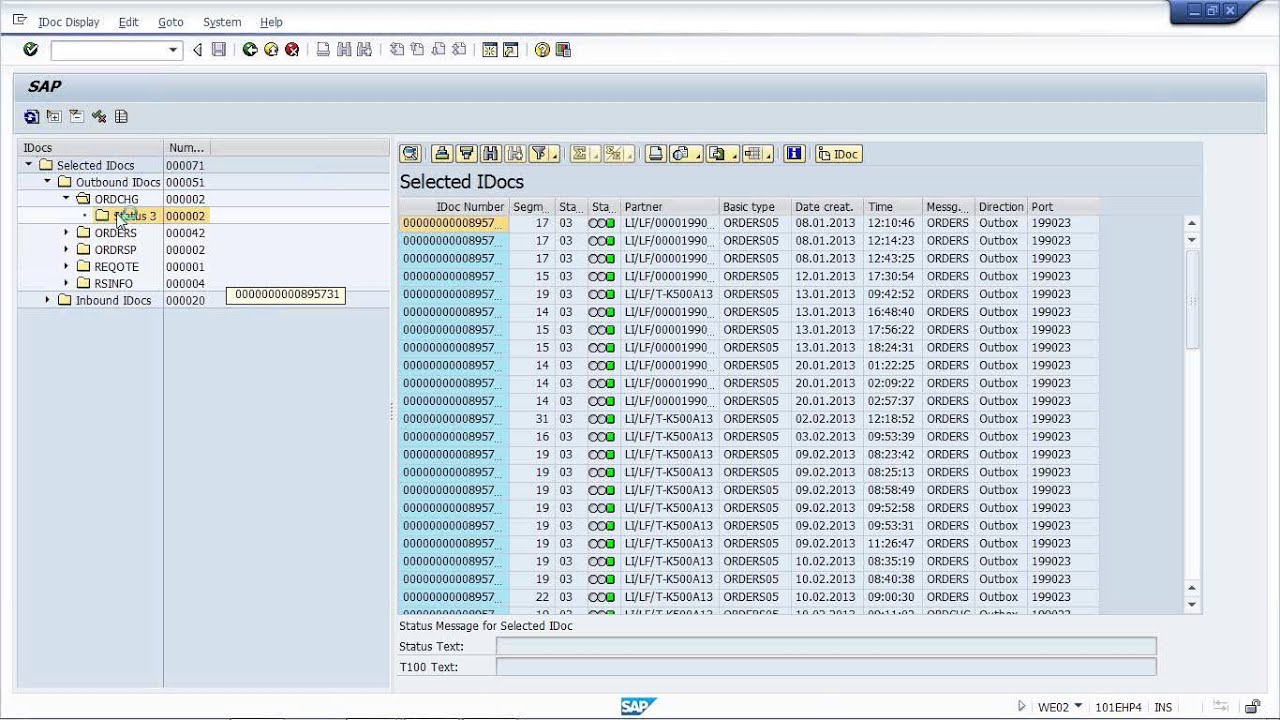 IDoc Display Edit Goto System Help
SAP
IDocs Num...
Selected IDocs 000071
Outbound IDocs 000051
ORDCHG 000002
3 000002
ORDERS 000042
ORDRSP 000002
REQOTE 000001
RSINFO 000004
Inbound IDocs 000020
0000000000895731
IDoc
Selected IDocs
IDoc Number Segm... Sta... Sta... Partner Basic type Date creat. Time Messg... Direction Port
00000000008957... 17 03 LI/LF/00001990... ORDERS05 08.01.2013 12:10:46 ORDERS Outbox 199023
00000000008957... 17 03 LI/LF/00001990... ORDERS05 08.01.2013 12:14:23 ORDERS Outbox 199023
00000000008957... 17 03 LI/LF/00001990... ORDERS05 08.01.2013 12:43:25 ORDERS Outbox 199023
00000000008957... 15 03 LI/LF/00001990... ORDERS05 12.01.2013 17:30:54 ORDERS Outbox 199023
00000000008957... 19 03 LI/LF/T-K500A13 ORDERS05 13.01.2013 09:42:52 ORDERS Outbox 199023
00000000008957... 14 03 LI/LF/00001990... ORDERS05 13.01.2013 16:48:40 ORDERS Outbox 199023
00000000008957... 15 03 LI/LF/00001990... ORDERS05 13.01.2013 17:56:22 ORDERS Outbox 199023
00000000008957... 15 03 LI/LF/00001990... ORDERS05 13.01.2013 18:24:31 ORDERS Outbox 199023
00000000008957... 14 03 LI/LF/00001990... ORDERS05 20.01.2013 01:22:25 ORDERS Outbox 199023
00000000008957... 14 03 LI/LF/00001990... ORDERS05 20.01.2013 02:09:22 ORDERS Outbox 199023
00000000008957... 14 03 LI/LF/00001990... ORDERS05 20.01.2013 02:57:37 ORDERS Outbox 199023
00000000008957... 31 03 LI/LF/T-K500A13 ORDERS05 02.02.2013 12:18:52 ORDERS Outbox 199023
00000000008957... 16 03 LI/LF/T-K500A13 ORDERS05 03.02.2013 09:53:39 ORDERS Outbox 199023
00000000008957... 19 03 LI/LF/T-K500A13 ORDERS05 09.02.2013 08:23:42 ORDERS Outbox 199023
00000000008957... 19 03 LI/LF/T-K500A13 ORDERS05 09.02.2013 08:25:13 ORDERS Outbox 199023
00000000008957... 19 03 LI/LF/T-K500A13 ORDERS05 09.02.2013 08:58:49 ORDERS Outbox 199023
00000000008957... 19 03 LI/LF/T-K500A13 ORDERS05 09.02.2013 09:52:58 ORDERS Outbox 199023
00000000008957... 19 03 LI/LF/T-K500A13 ORDERS05 09.02.2013 09:53:31 ORDERS Outbox 199023
00000000008957... 19 03 LI/LF/T-K500A13 ORDERS05 09.02.2013 11:26:47 ORDERS Outbox 199023
00000000008957... 19 03 LI/LF/T-K500A13 ORDERS05 10.02.2013 08:35:19 ORDERS Outbox 199023
00000000008957... 19 03 LI/LF/T-K500A13 ORDERS05 10.02.2013 08:40:38 ORDERS Outbox 199023
00000000008957... 22 03 LI/LF/T-K500A13 ORDERS05 10.02.2013 09:00:30 ORDERS Outbox 199023
Status Message for Selected IDoc
Status Text:
T100 Text:
SAP WE02 101EHP4 INS